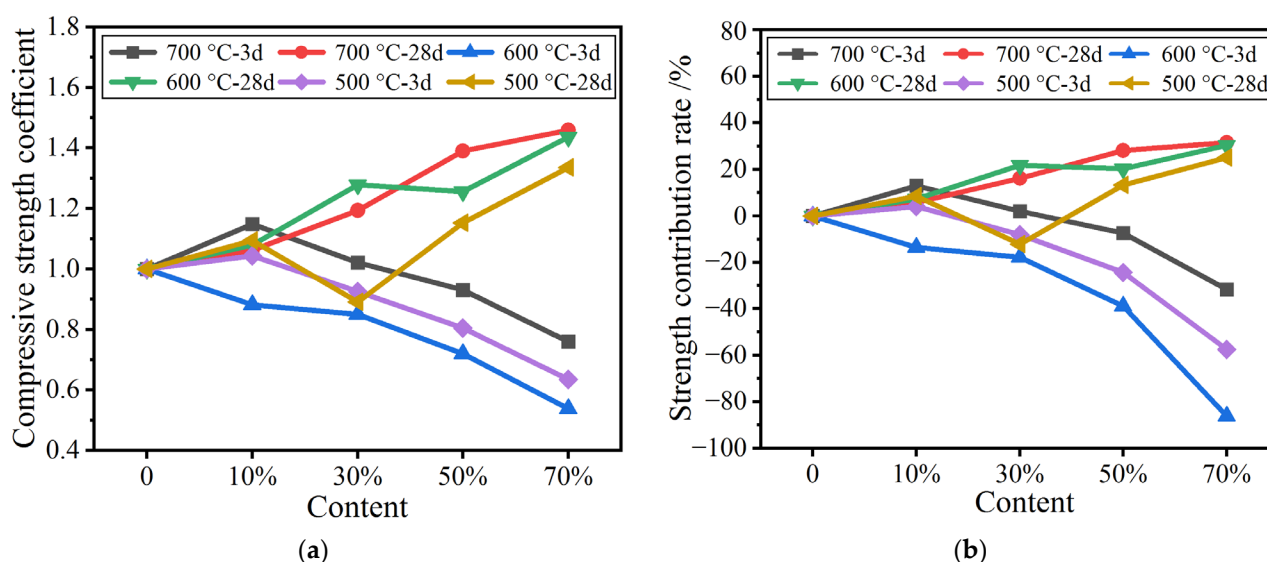 Compressive strength coefficient
1.8
1.6
1.4
1.2
1.0
0.8
0.6
0.4
700 °C-3d 700 °C-28d 600 °C-3d
600 °C-28d 500 °C-3d 500 °C-28d
0 10% 30% 50% 70%
Content
(a)
Strength contribution rate /%
80
60
40
20
0
−20
−40
−60
−80
−100
700 °C-3d 700 °C-28d 600 °C-3d
600 °C-28d 500 °C-3d 500 °C-28d
0 10% 30% 50% 70%
Content
(b)